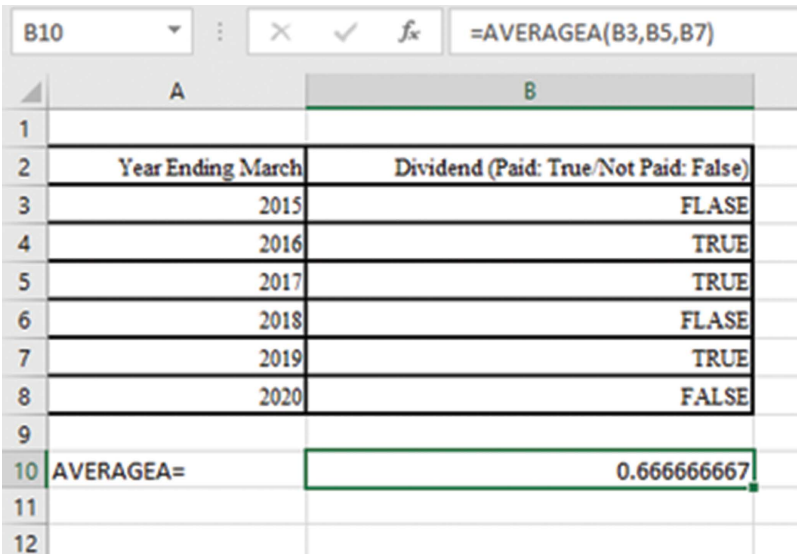 B10 fx =AVERAGEA(B3,B5,B7)
A B
1
2 Year Ending March Dividend (Paid: True/Not Paid: False)
3 2015 FLASE
4 2016 TRUE
5 2017 TRUE
6 2018 FLASE
7 2019 TRUE
8 2020 FALSE
9
10 AVERAGEA= 0.666666667
11
12